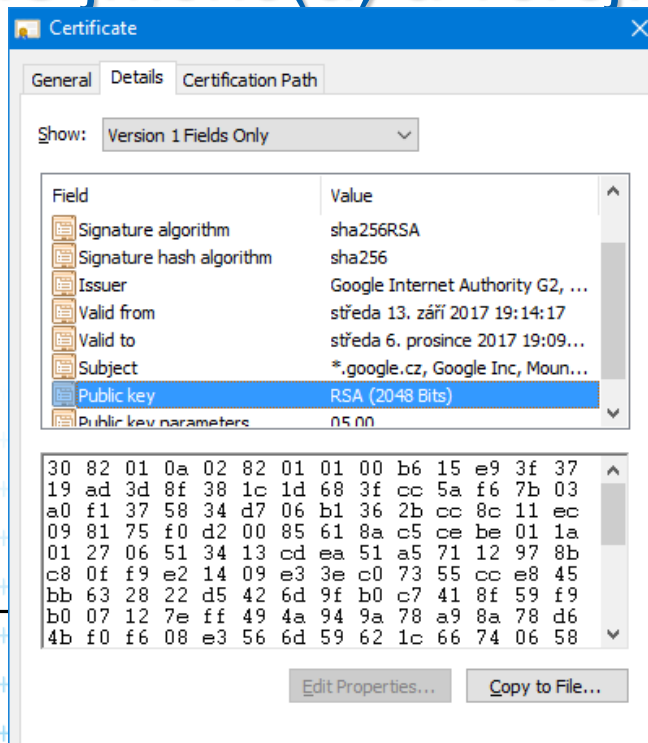 Certificate
General Details Certification Path
Show: Version 1 Fields Only
Field Value
Signature algorithm sha256RSA
Signature hash algorithm sha256
Issuer Google Internet Authority G2, ...
Valid from středa 13. září 2017 19:14:17
Valid to středa 6. prosince 2017 19:09...
Subject *.google.cz, Google Inc, Moun...
Public key RSA (2048 Bits)
Public key parameters 05 00
30 82 01 0a 02 82 01 01 00 b6 15 e9 3f 37
19 ad 3d 8f 38 1c 1d 68 3f cc 5a f6 7b 03
a0 f1 37 58 34 d7 06 b1 36 2b cc 8c 11 ec
09 81 75 f0 d2 00 85 61 8a c5 ce be 01 1a
01 27 06 51 34 13 cd ea 51 a5 71 12 97 8b
c8 0f f9 e2 14 09 e3 3e c0 73 55 cc e8 45
bb 63 28 22 d5 42 6d 9f b0 c7 41 8f 59 f9
b0 07 12 7e ff 49 4a 94 9a 78 a9 8a 78 d6
4b f0 f6 08 e3 56 6d 59 62 1c 66 74 06 58
Edit Properties... Copy to File...